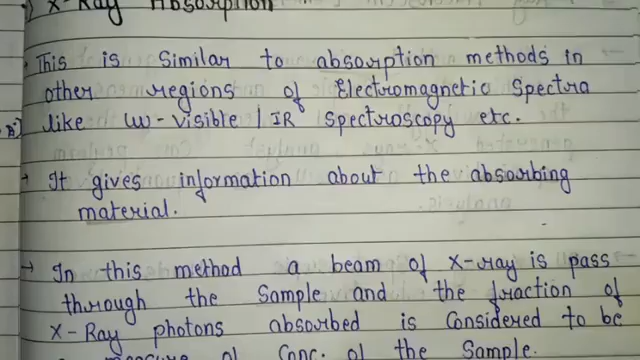 X-Ray Absorption
· This is Similar to absorption methods in
other regions of Electromagnetic Spectra
like UV-Visible / IR Spectroscopy etc.
→ It gives information about the absorbing
material.
→ In this method a beam of X-ray is pass
through the Sample and the fraction of
X-Ray photons absorbed is Considered to be
measure of Conc. of the Sample.